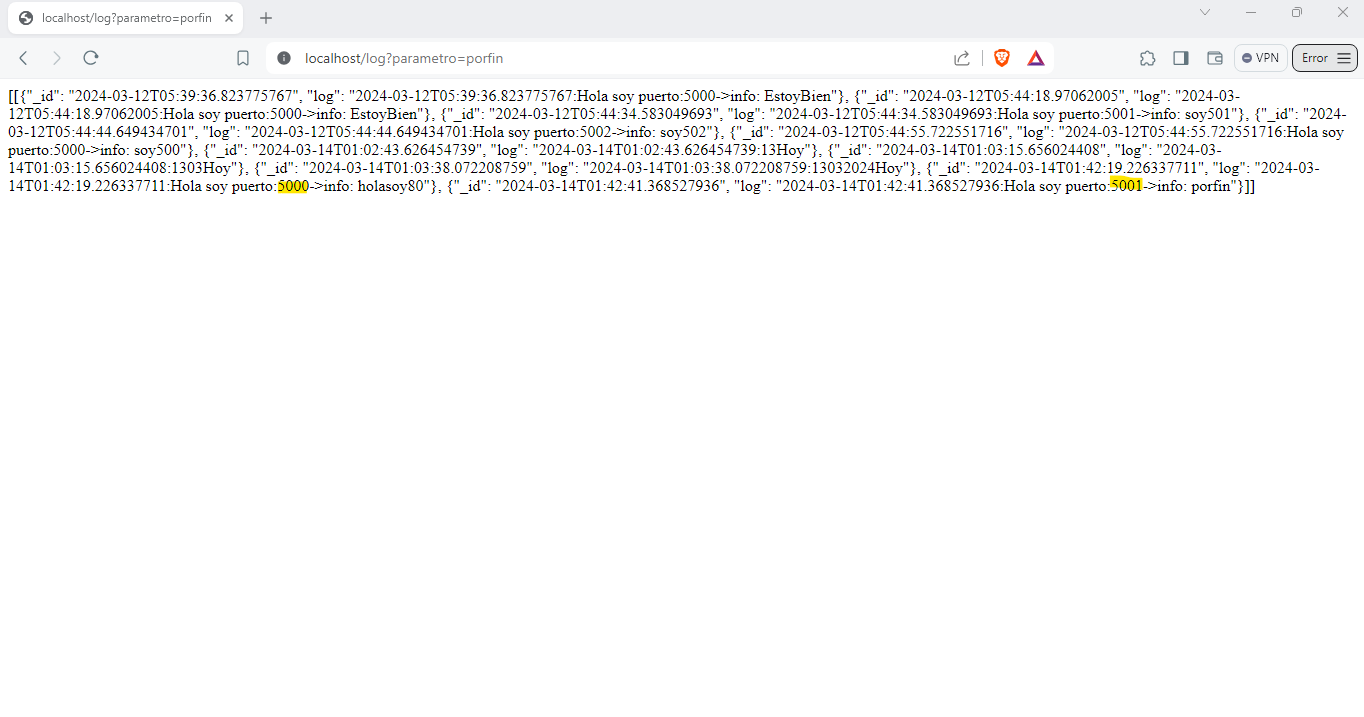 localhost/log?parametro=porfin
localhost/log?parametro=porfin
VPN
Error
[[{"_id": "2024-03-12T05:39:36.823775767", "log": "2024-03-12T05:39:36.823775767:Hola soy puerto:5000->info: EstoyBien"}, {"_id": "2024-03-12T05:44:18.97062005", "log": "2024-03-
12T05:44:18.97062005:Hola soy puerto:5000->info: EstoyBien"}, {"_id": "2024-03-12T05:44:34.583049693", "log": "2024-03-12T05:44:34.583049693:Hola soy puerto:5001->info: soy501"}, {"_id": "2024-
03-12T05:44:44.649434701", "log": "2024-03-12T05:44:44.649434701:Hola soy puerto:5002->info: soy502"}, {"_id": "2024-03-12T05:44:55.722551716", "log": "2024-03-12T05:44:55.722551716:Hola soy
puerto:5000->info: soy500"}, {"_id": "2024-03-14T01:02:43.626454739", "log": "2024-03-14T01:02:43.626454739:13Hoy"}, {"_id": "2024-03-14T01:03:15.656024408", "log": "2024-03-
14T01:03:15.656024408:1303Hoy"}, {"_id": "2024-03-14T01:03:38.072208759", "log": "2024-03-14T01:03:38.072208759:13032024Hoy"}, {"_id": "2024-03-14T01:42:19.226337711", "log": "2024-03-
14T01:42:19.226337711:Hola soy puerto:5000->info: holasoy80"}, {"_id": "2024-03-14T01:42:41.368527936", "log": "2024-03-14T01:42:41.368527936:Hola soy puerto:5001->info: porfin"}]]